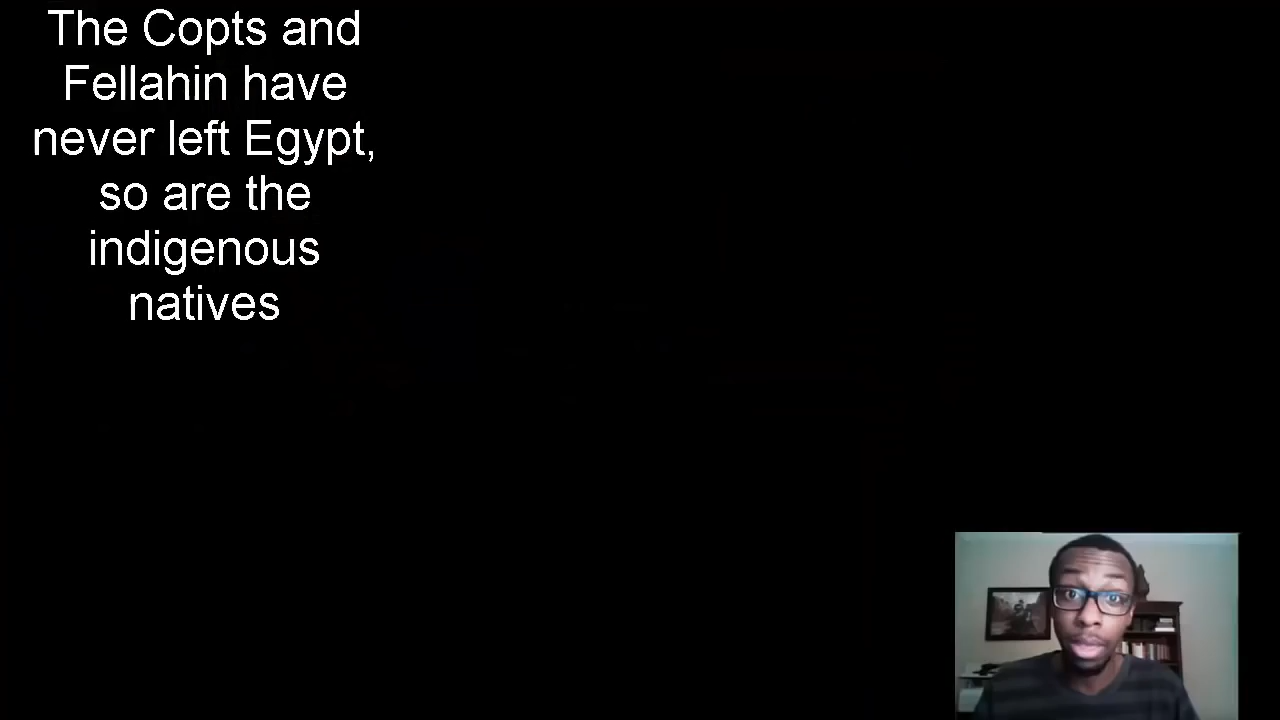 The Copts and
Fellahin have
never left Egypt,
so are the
indigenous
natives